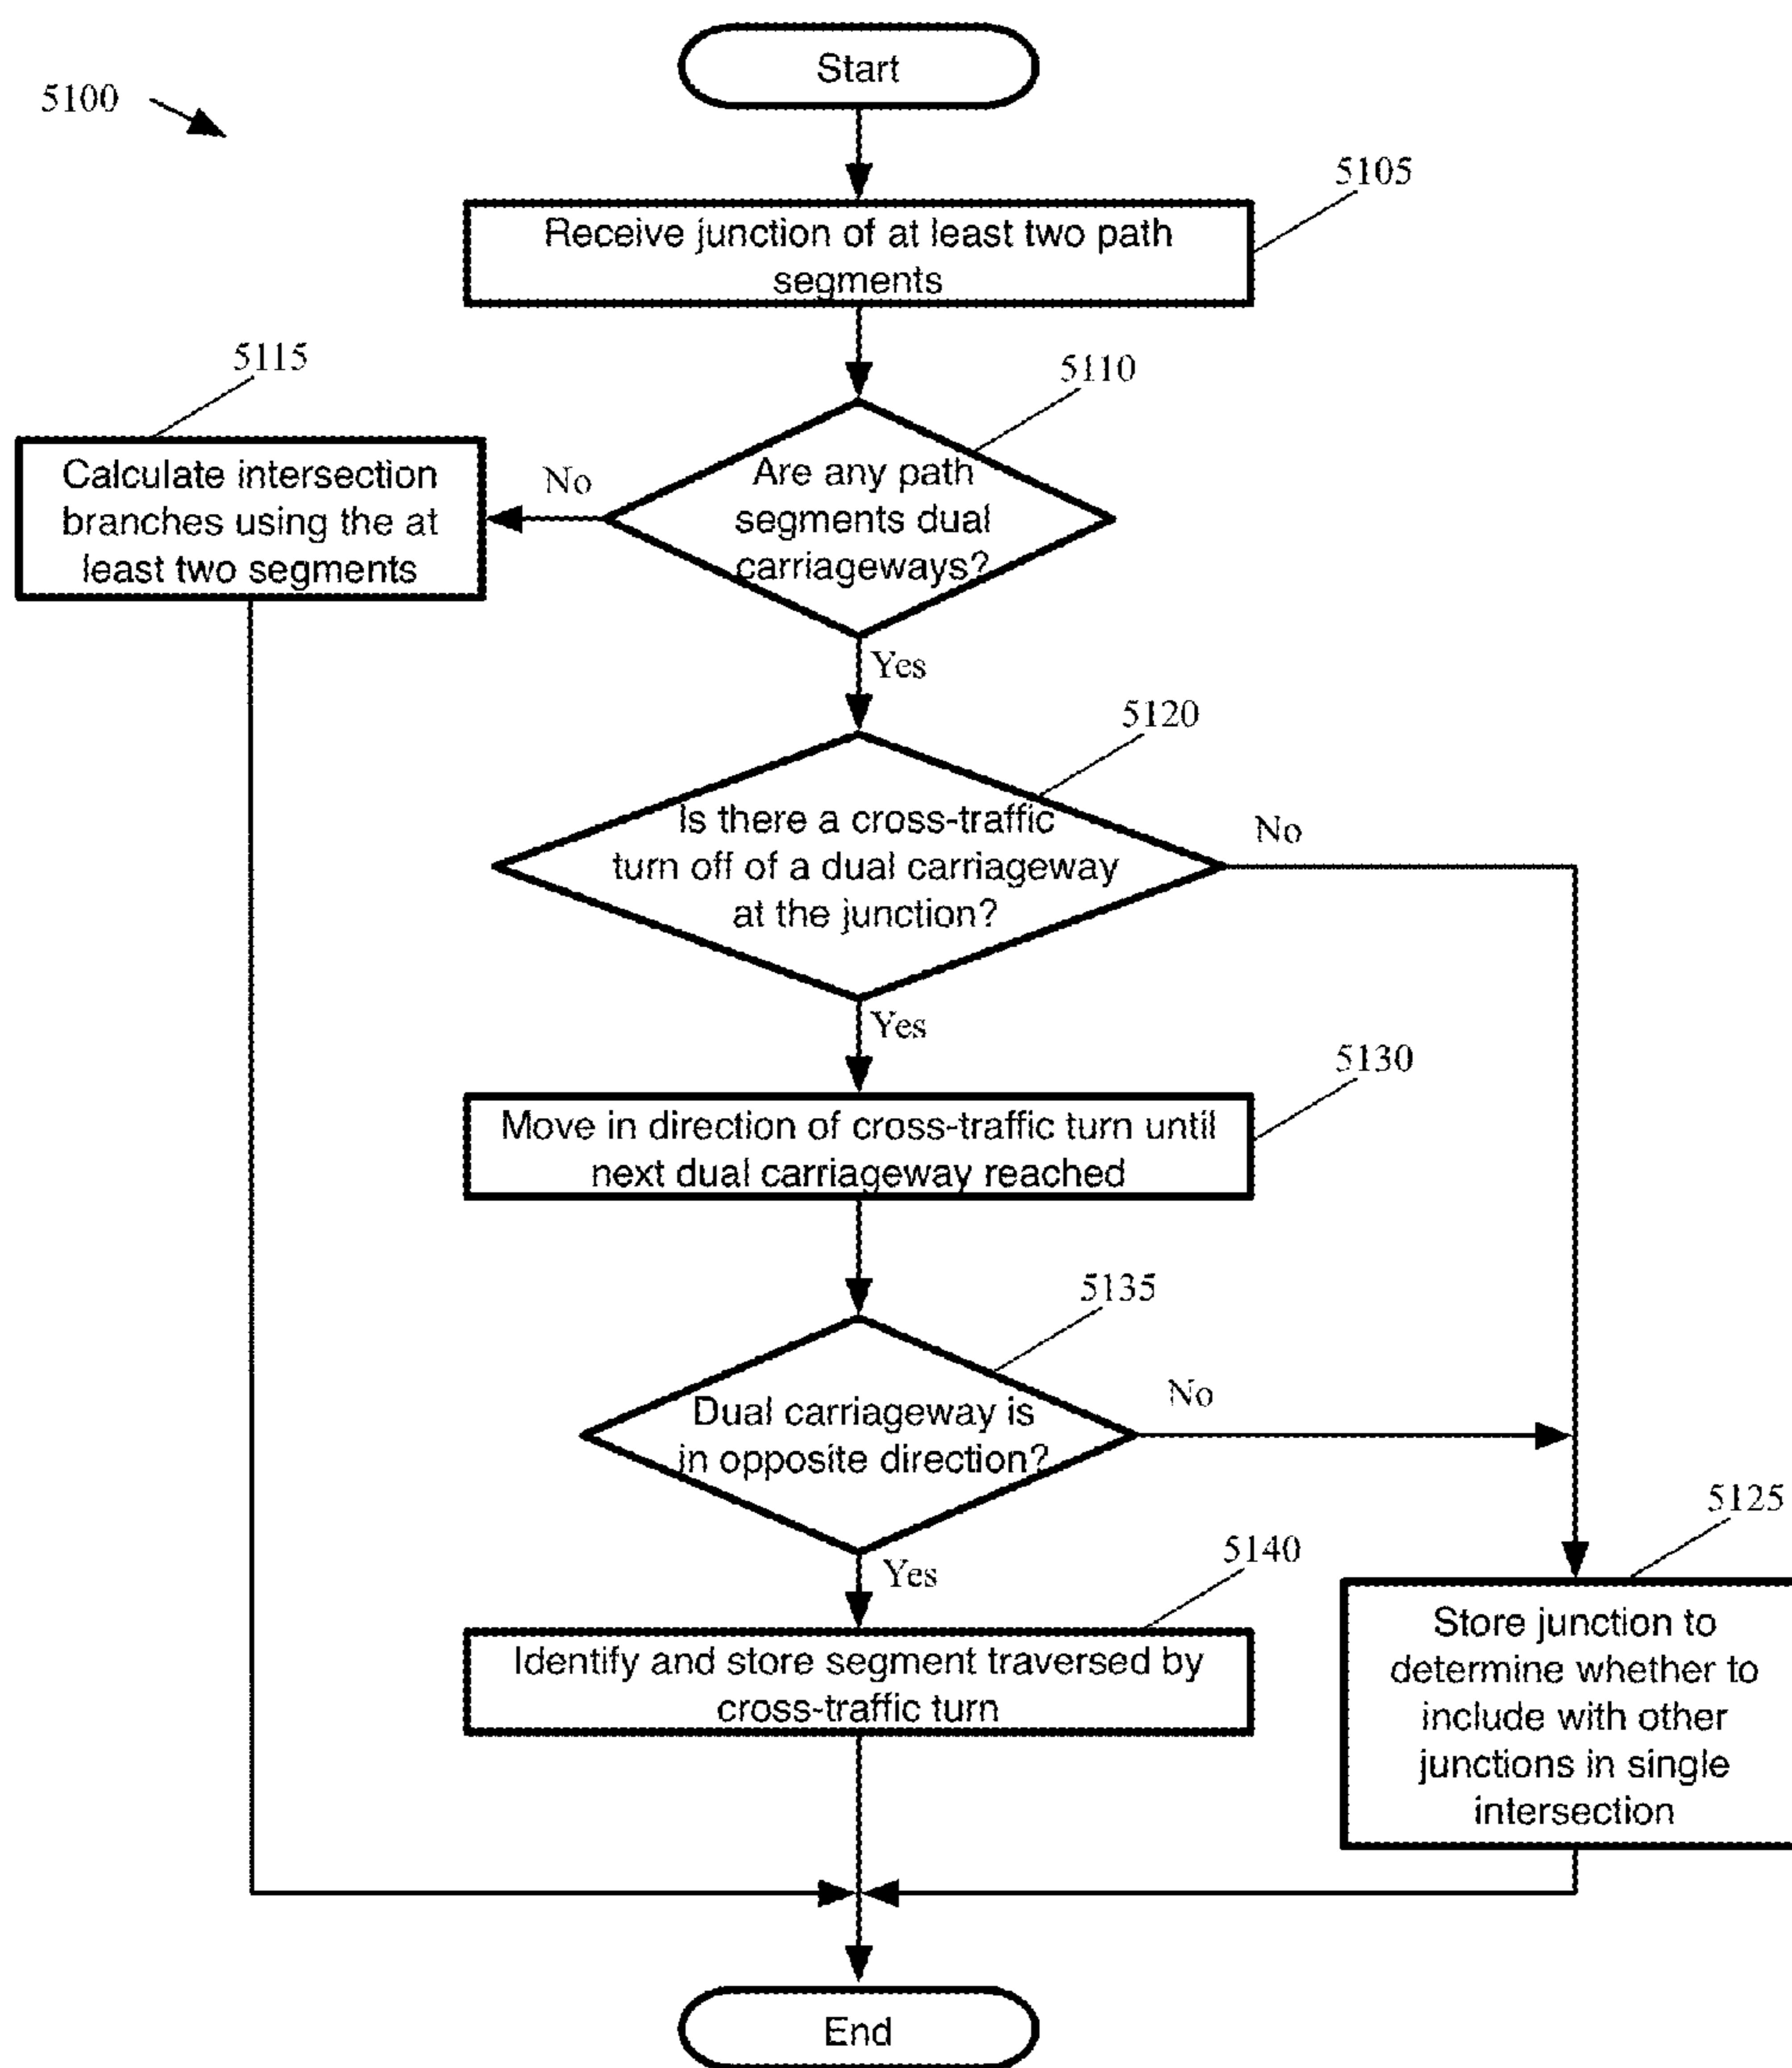 Start
5100
5105
Receive junction of at least two path
segments
5115
5110
Calculate intersection
branches using the at
least two segments
No
Are any path
segments dual
carriageways?
Yes
5120
Is there a cross-traffic
turn off of a dual carriageway
at the junction?
No
Yes
5130
Move in direction of cross-traffic turn until
next dual carriageway reached
5135
Dual carriageway is
in opposite direction?
No
5125
Yes
5140
Identify and store segment traversed by
cross-traffic turn
Store junction to
determine whether to
include with other
junctions in single
intersection
End